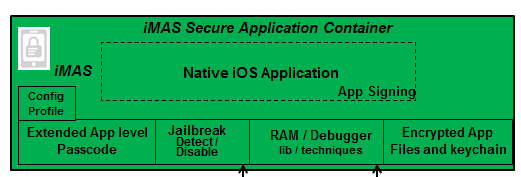 iMAS Secure Application Container
iMAS
Native iOS Application
App Signing
Config
Profile
Extended App level
Passcode
Jailbreak
Detect /
Disable
RAM / Debugger
lib / techniques
Encrypted App
Files and keychain